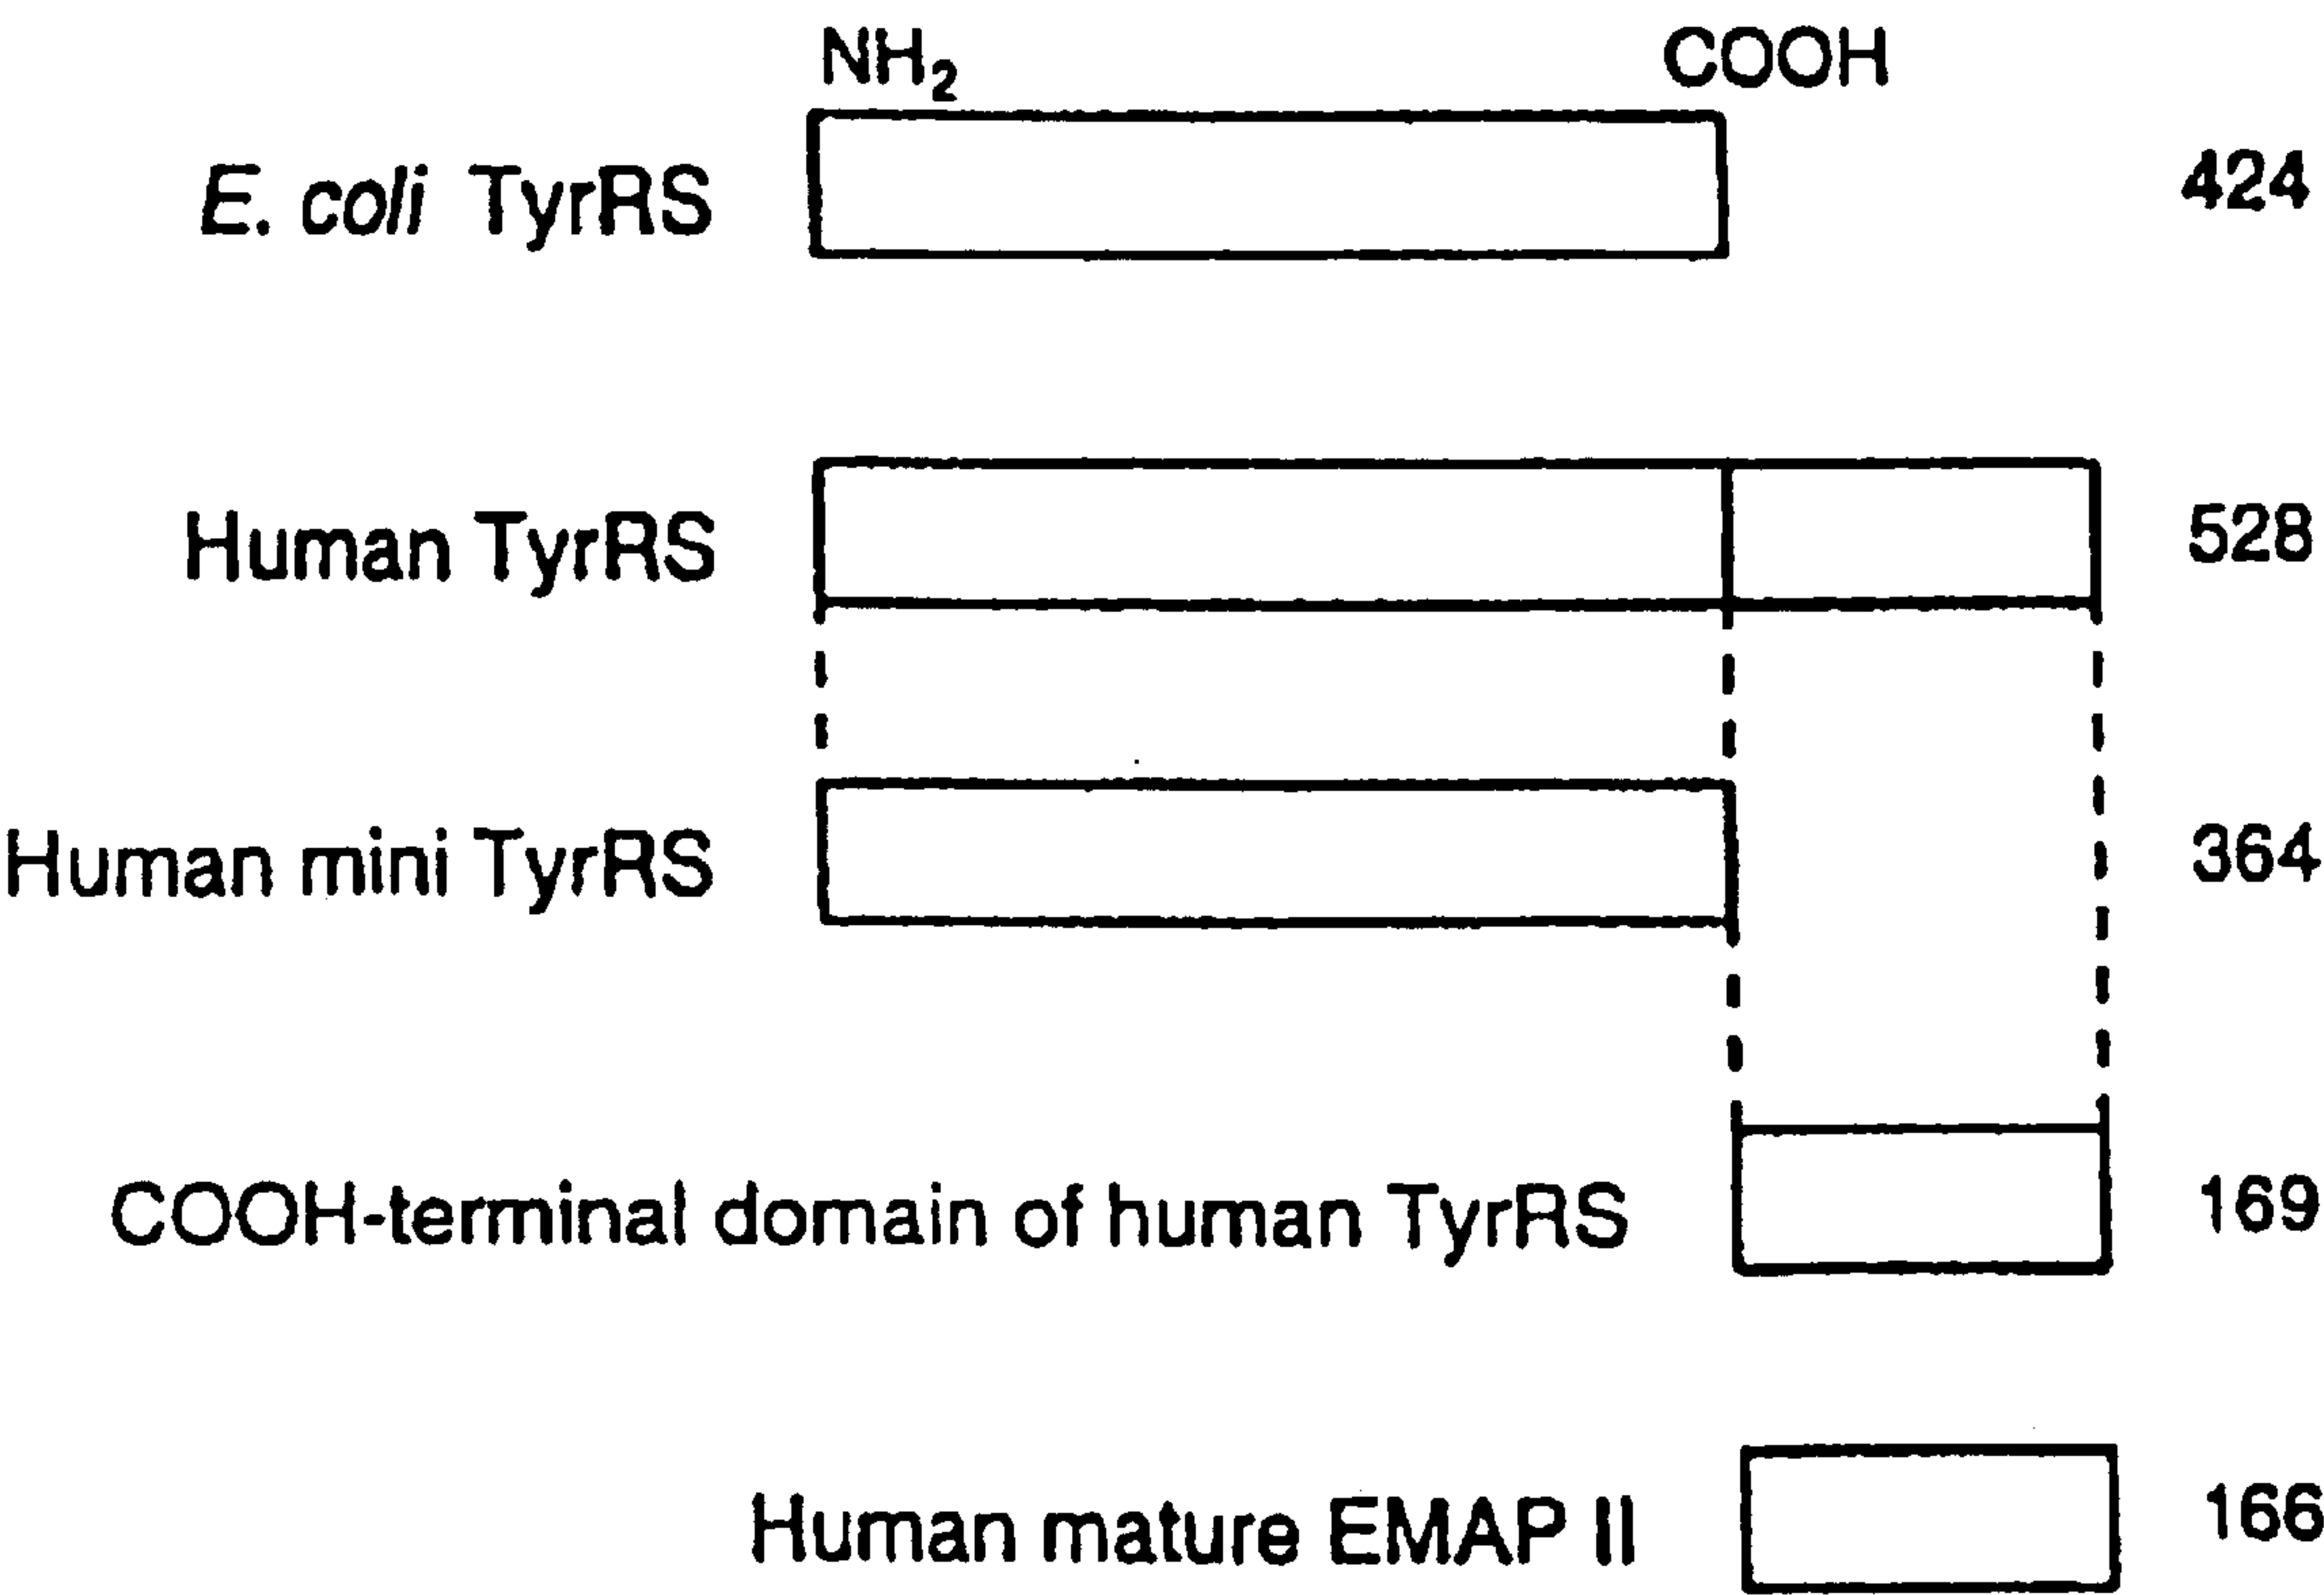 NH2 COOH
E. coli TyrRS 424
Human TyrRS 528
Human mini TyrRS 364
COOH-terminal domain of human TyrRS 169
Human mature EMAP II 166